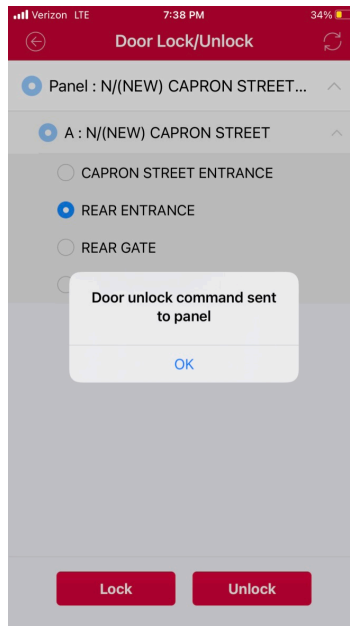 Verizon LTE 7:38 PM 34%
Door Lock/Unlock
Panel : N/(NEW) CAPRON STREET...
A : N/(NEW) CAPRON STREET
CAPRON STREET ENTRANCE
REAR ENTRANCE
REAR GATE
Door unlock command sent
to panel
OK
Lock Unlock